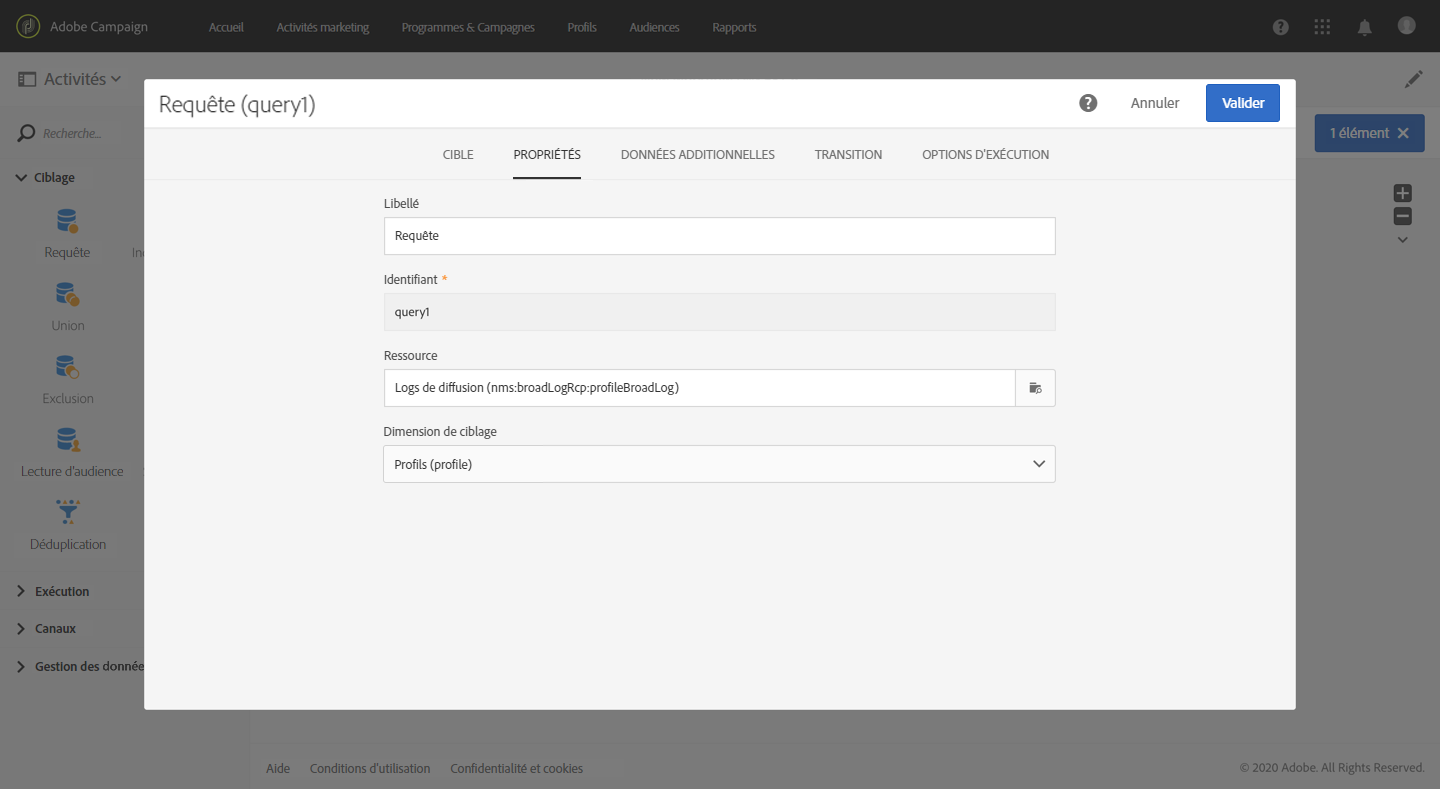 Adobe Campaign
Accueil
Activités marketing
Programmes & Campagnes
Profils
Audiences
Rapports
Activités
Requête (query1)
Annuler
Valider
1 élément
Recherche...
CIBLE
PROPRIÉTÉS
DONNÉES ADDITIONNELLES
TRANSITION
OPTIONS D'EXÉCUTION
Ciblage
Requête
Union
Exclusion
Lecture d'audience
Déduplication
Exécution
Canaux
Gestion des donnée
Libellé
Requête
Identifiant *
query1
Ressource
Logs de diffusion (nms:broadLogRcp:profileBroadLog)
Dimension de ciblage
Profils (profile)
Aide
Conditions d'utilisation
Confidentialité et cookies
© 2020 Adobe. All Rights Reserved.